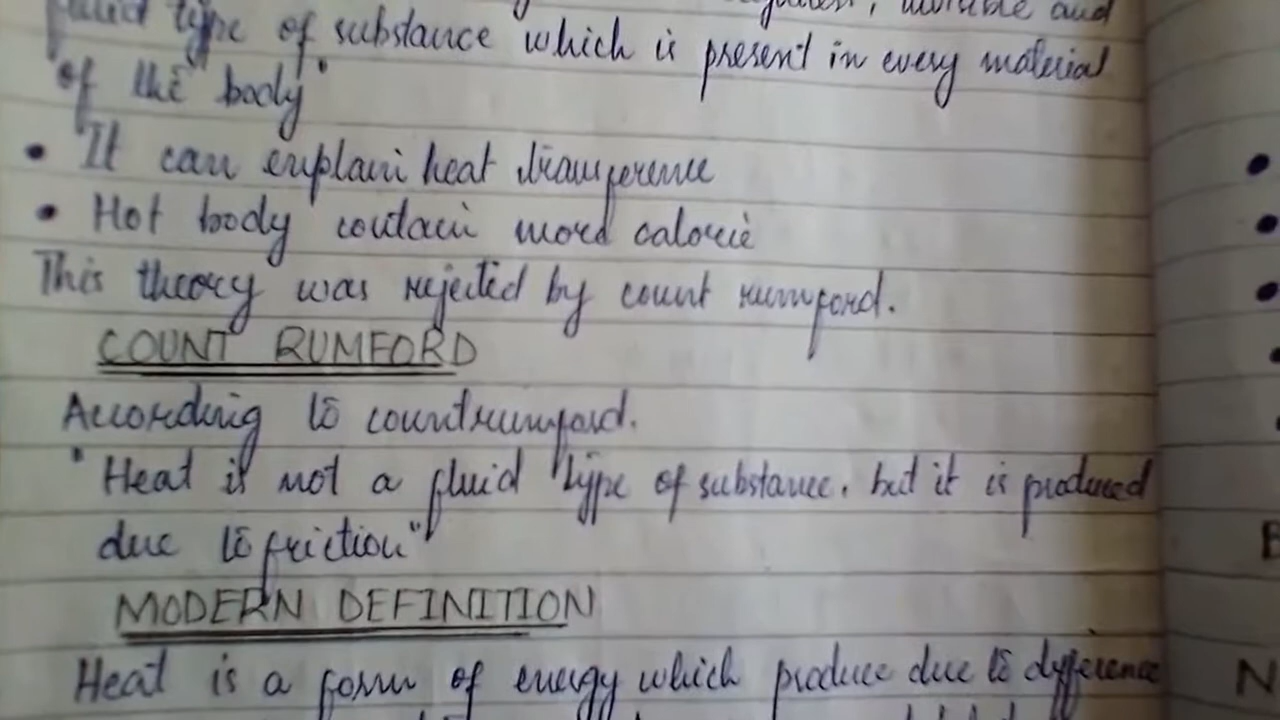 invisible and
fluid type of substance which is present in every material
of the body"
• It can explain heat transference
• Hot body contain more calorie
This theory was rejected by count rumford.
COUNT RUMFORD
According to countrumford.
"Heat is not a fluid type of substance. but it is produced
due to friction"
MODERN DEFINITION
Heat is a form of energy which produce due to difference